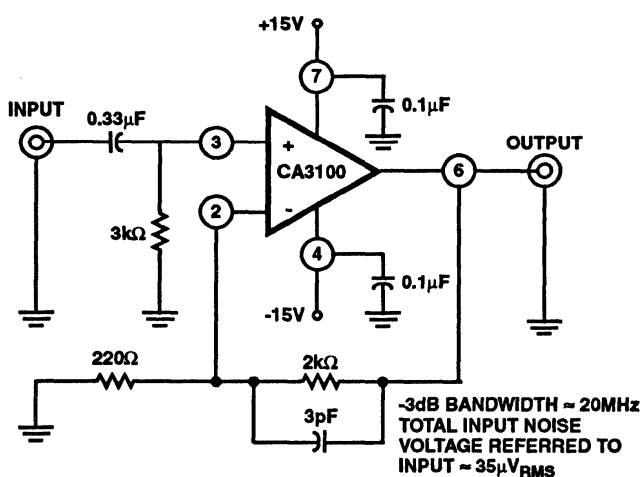 +15V
7
INPUT
0.33μF
0.1μF
3
+
CA3100
OUTPUT
6
2
-
3kΩ
4
0.1μF
-15V
220Ω
2kΩ
3pF
-3dB BANDWIDTH ≈ 20MHz
TOTAL INPUT NOISE
VOLTAGE REFERRED TO
INPUT ≈ 35μVRMS